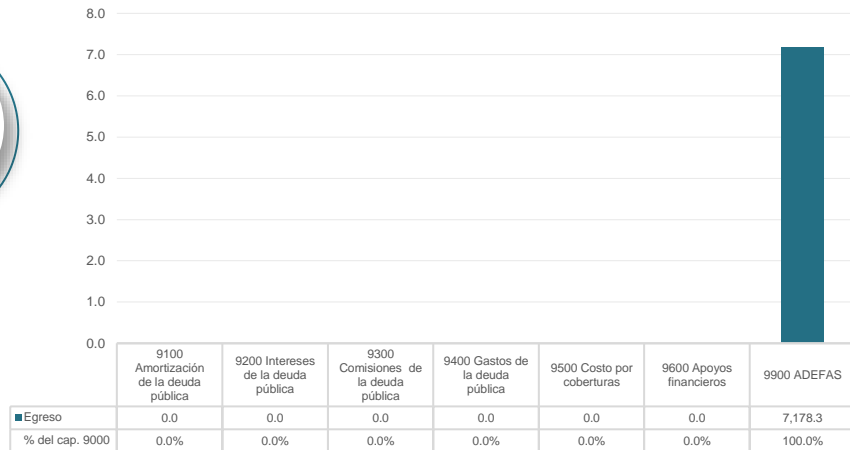 8.0
7.0
6.0
5.0
4.0
3.0
2.0
1.0
0.0
9100
Amortización
de la deuda
pública
9200 Intereses
de la deuda
pública
9300
Comisiones de
la deuda
pública
9400 Gastos de
la deuda
pública
9500 Costo por
coberturas
9600 Apoyos
financieros
9900 ADEFAS
Egreso 0.0 0.0 0.0 0.0 0.0 0.0 7,178.3
% del cap. 9000 0.0% 0.0% 0.0% 0.0% 0.0% 0.0% 100.0%